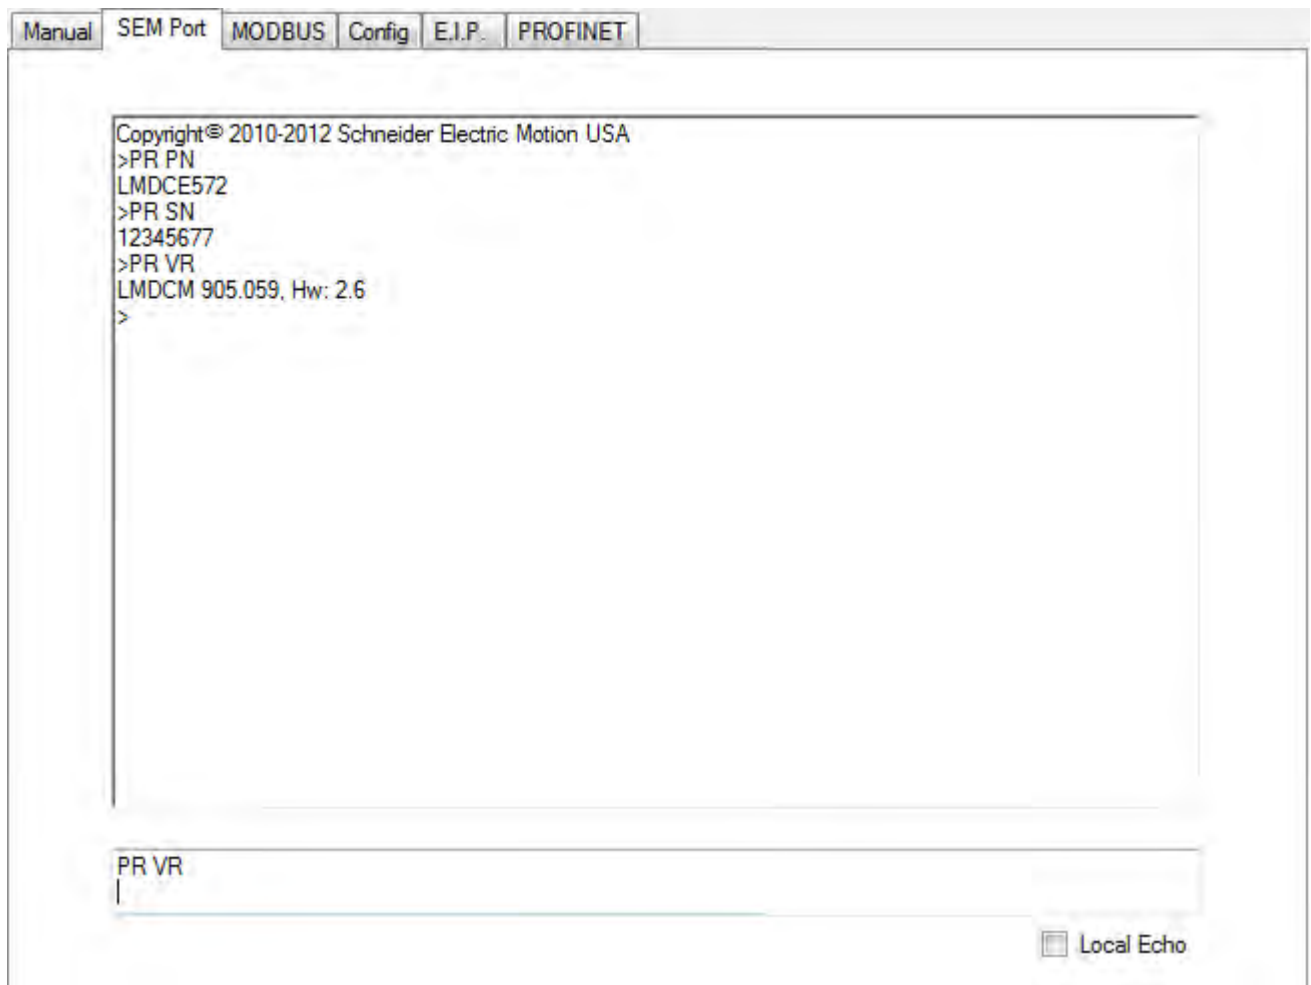 Manual SEM Port MODBUS Config E.I.P. PROFINET
Copyright© 2010-2012 Schneider Electric Motion USA
>PR PN
LMDCE572
>PR SN
12345677
>PR VR
LMDCM 905.059, Hw: 2.6
>
PR VR
Local Echo